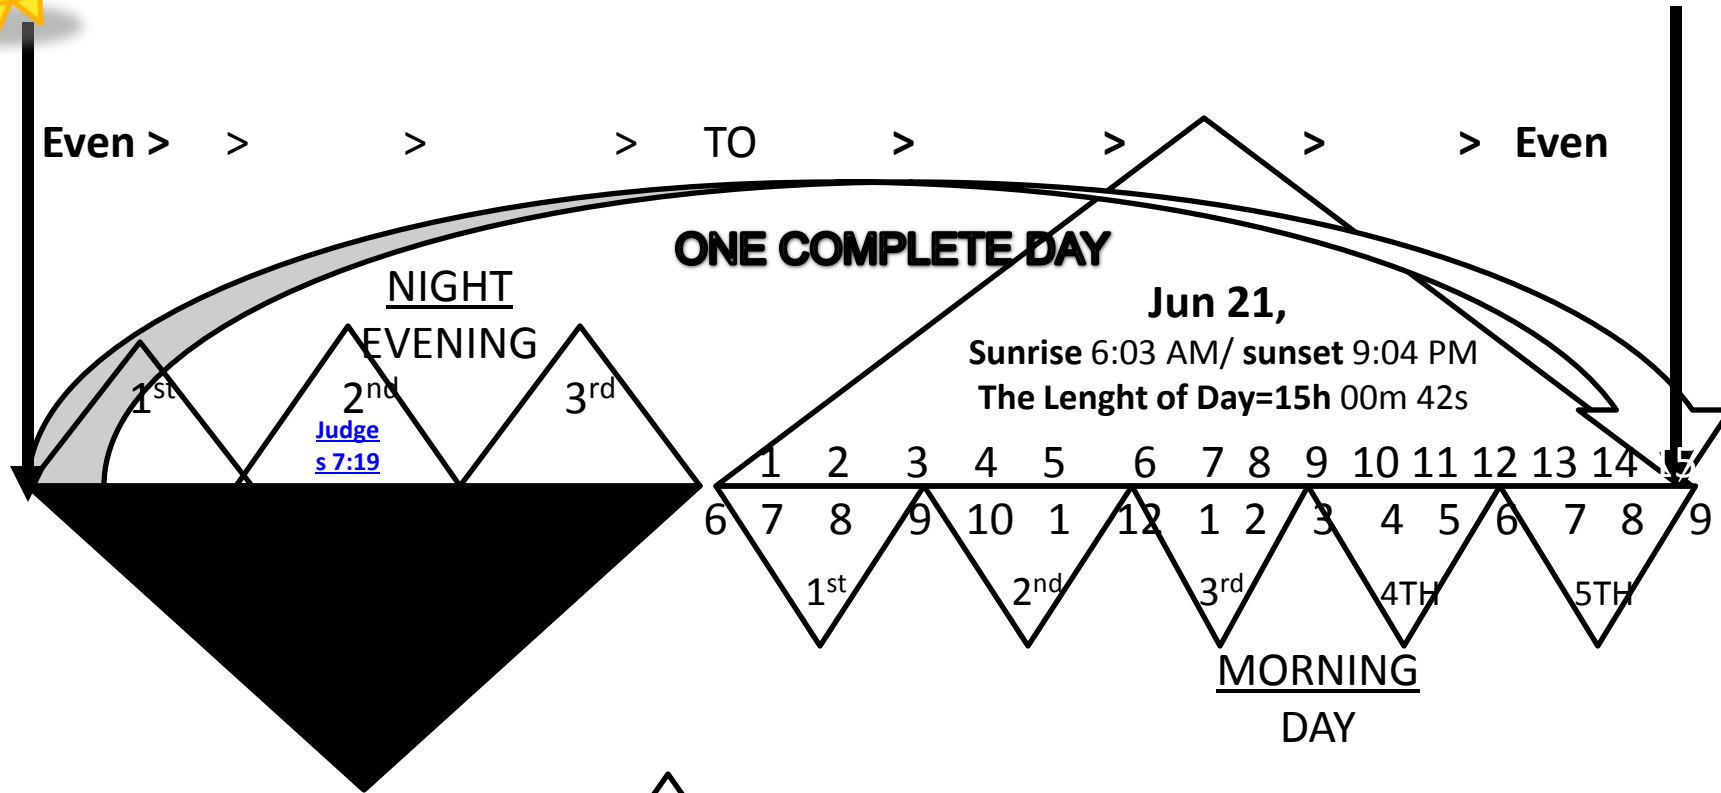 Even > > > > TO > > > > Even
ONE COMPLETE DAY
NIGHT
EVENING
1st
2nd
3rd
Judge
s 7:19
Jun 21,
Sunrise 6:03 AM/ sunset 9:04 PM
The Lenght of Day=15h 00m 42s
1 2 3 4 5 6 7 8 9 10 11 12 13 14 15
6 7 8 9 10 1 12 1 2 3 4 5 6 7 8 9
1st 2nd 3rd 4TH 5TH
MORNING
DAY